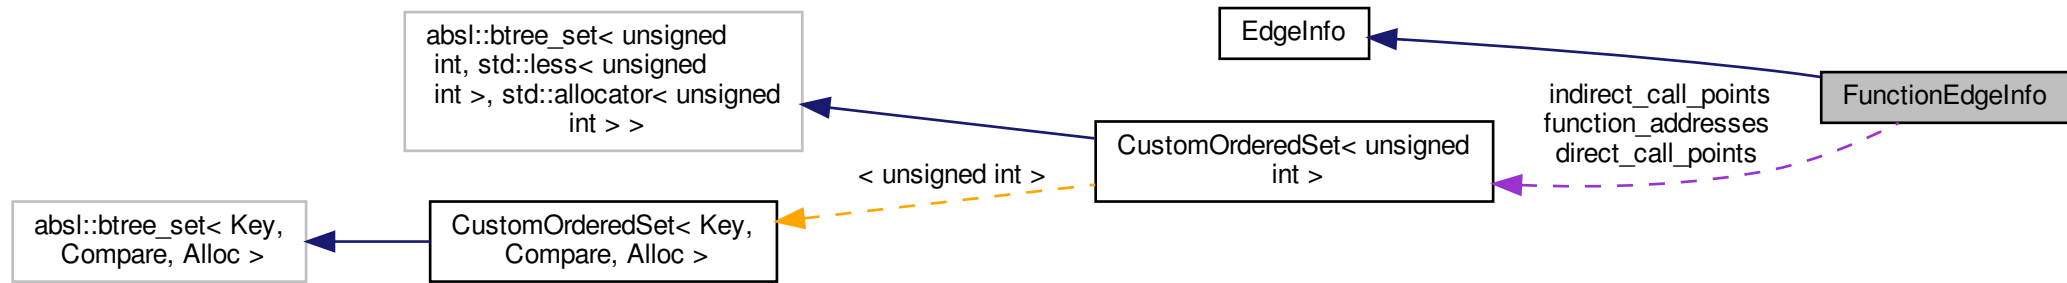 absl::btree_set< unsigned
int, std::less< unsigned
int >, std::allocator< unsigned
int > >
EdgeInfo
FunctionEdgeInfo
indirect_call_points
function_addresses
direct_call_points
CustomOrderedSet< unsigned
int >
< unsigned int >
absl::btree_set< Key,
Compare, Alloc >
CustomOrderedSet< Key,
Compare, Alloc >